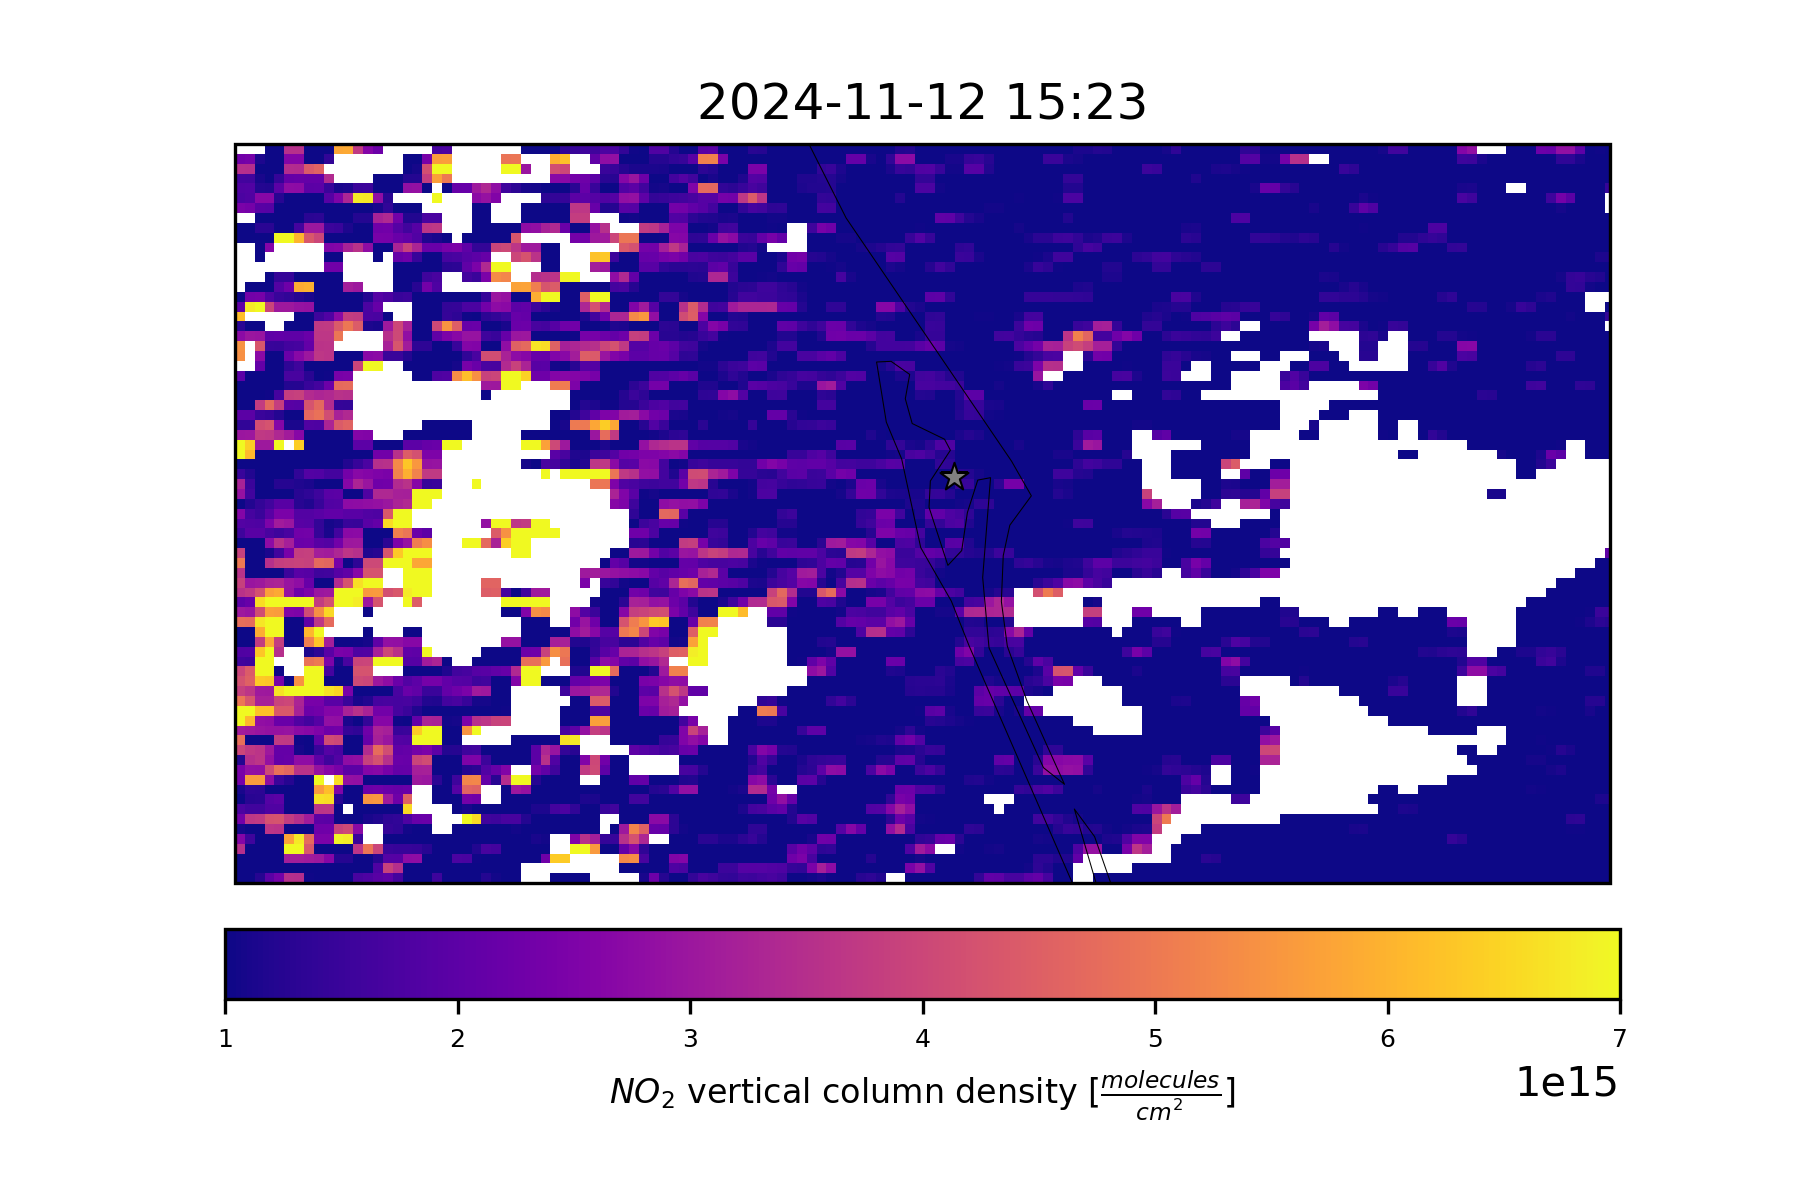 2024-11-12 15:23
1 2 3 4 5 6 7
1e15
NO₂ vertical column density [molecules/cm²]